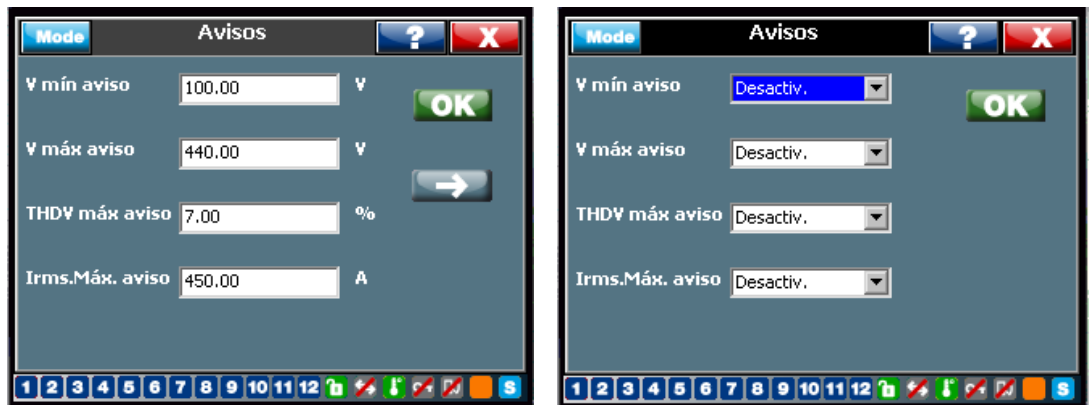 Mode Avisos ? X
V mín aviso 100.00 V
OK
V máx aviso 440.00 V
THDV máx aviso 7.00 %
Irms.Máx. aviso 450.00 A
1 2 3 4 5 6 7 8 9 10 11 12 S
Mode Avisos ? X
V mín aviso Desactiv.
OK
V máx aviso Desactiv.
THDV máx aviso Desactiv.
Irms.Máx. aviso Desactiv.
1 2 3 4 5 6 7 8 9 10 11 12 S